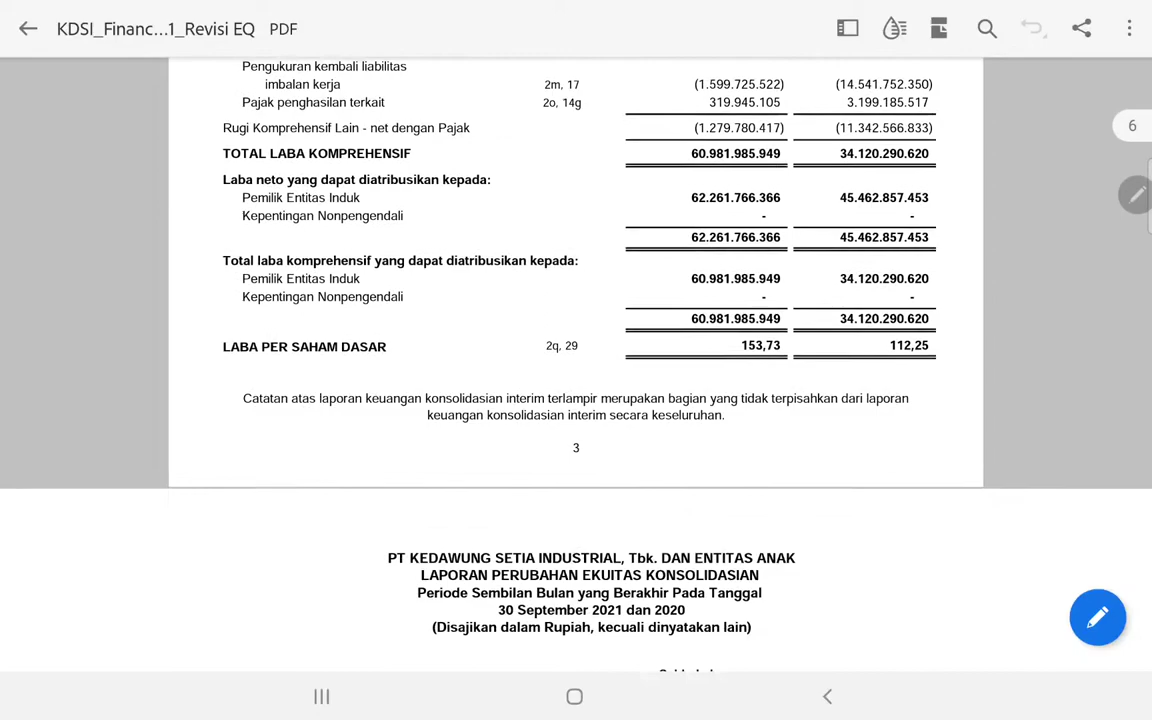 KDSI_Financ...1_Revisi EQ PDF
Pengukuran kembali liabilitas
imbalan kerja 2m, 17 (1.599.725.522) (14.541.752.350)
Pajak penghasilan terkait 2o, 14g 319.945.105 3.199.185.517
Rugi Komprehensif Lain - net dengan Pajak (1.279.780.417) (11.342.566.833)
6
TOTAL LABA KOMPREHENSIF 60.981.985.949 34.120.290.620
Laba neto yang dapat diatribusikan kepada:
Pemilik Entitas Induk 62.261.766.366 45.462.857.453
Kepentingan Nonpengendali - -
62.261.766.366 45.462.857.453
Total laba komprehensif yang dapat diatribusikan kepada:
Pemilik Entitas Induk 60.981.985.949 34.120.290.620
Kepentingan Nonpengendali - -
60.981.985.949 34.120.290.620
LABA PER SAHAM DASAR 2q, 29 153,73 112,25
Catatan atas laporan keuangan konsolidasian interim terlampir merupakan bagian yang tidak terpisahkan dari laporan
keuangan konsolidasian interim secara keseluruhan.
3
PT KEDAWUNG SETIA INDUSTRIAL, Tbk. DAN ENTITAS ANAK
LAPORAN PERUBAHAN EKUITAS KONSOLIDASIAN
Periode Sembilan Bulan yang Berakhir Pada Tanggal
30 September 2021 dan 2020
(Disajikan dalam Rupiah, kecuali dinyatakan lain)